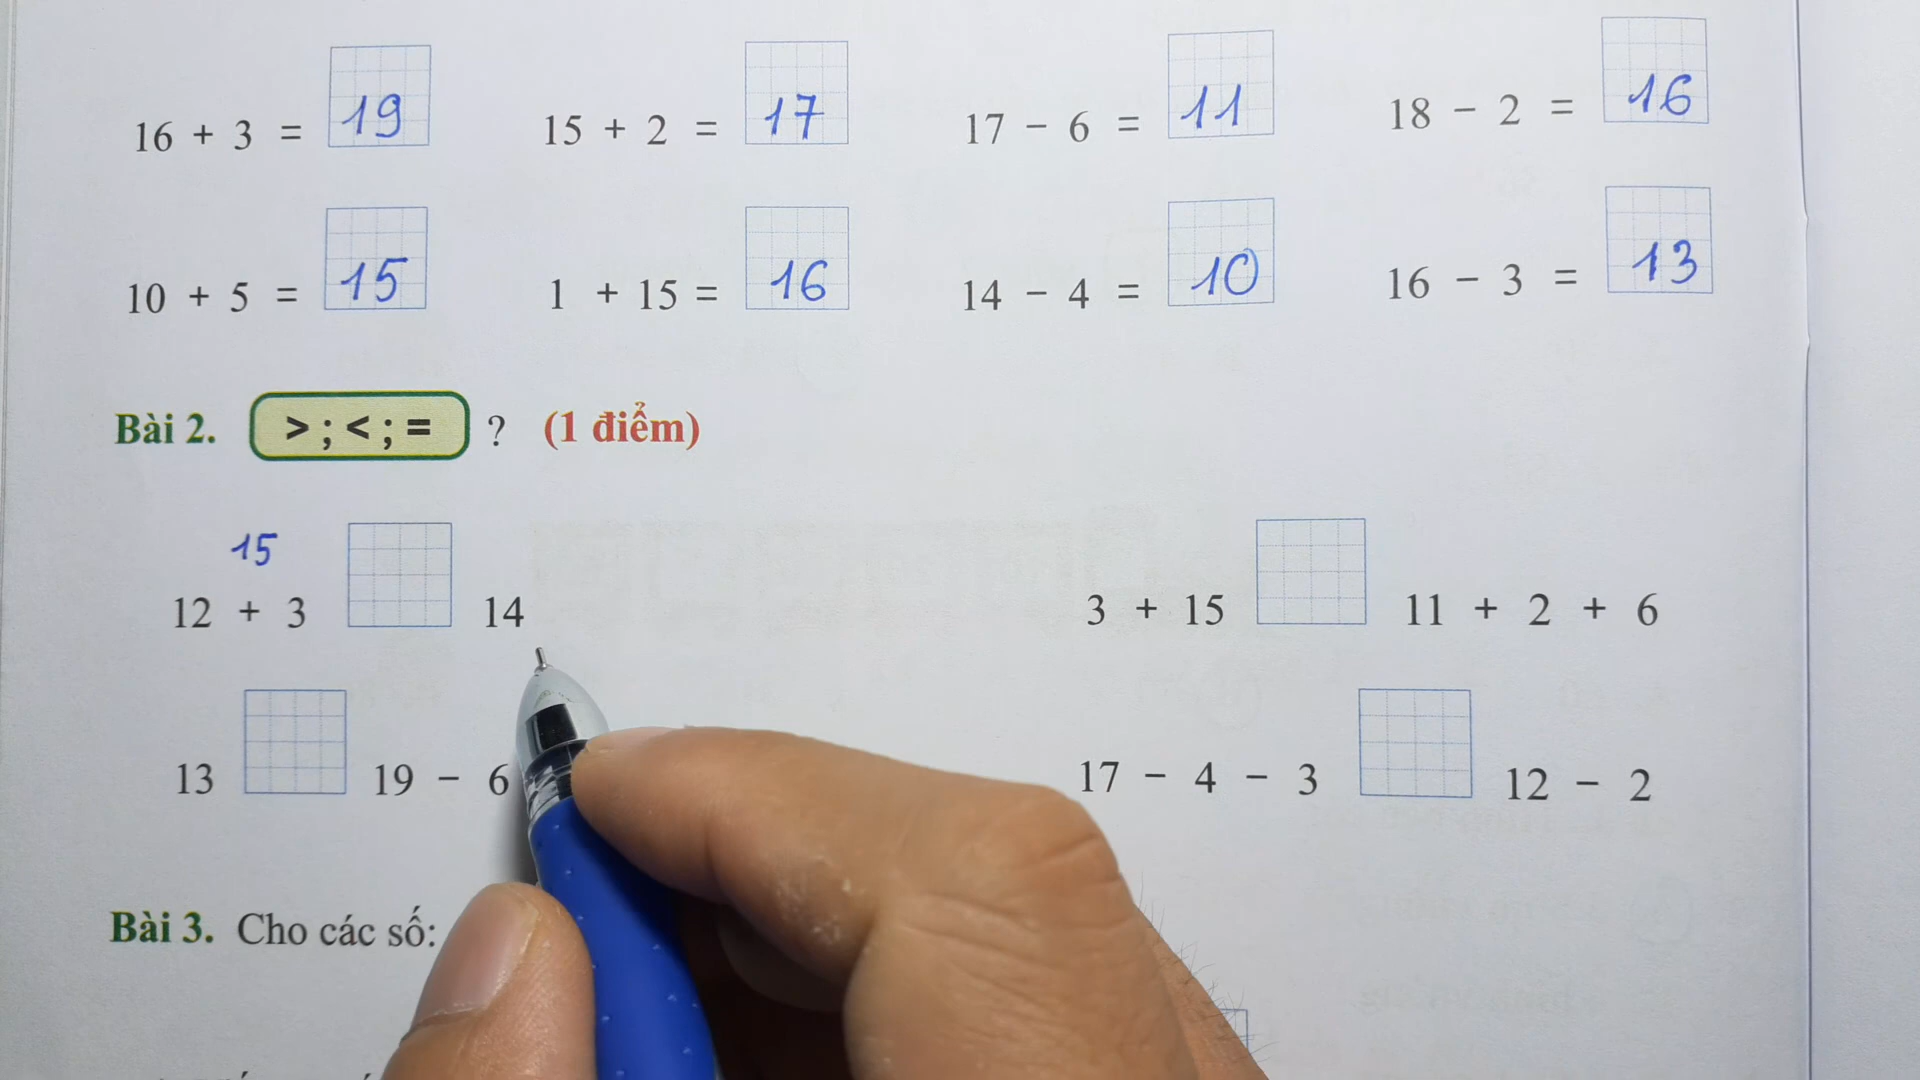 16 + 3 = 19 15 + 2 = 17 17 - 6 = 11 18 - 2 = 16
10 + 5 = 15 1 + 15 = 16 14 - 4 = 10 16 - 3 = 13
Bài 2. > ; < ; = ? (1 điểm)
15
12 + 3 14 3 + 15 11 + 2 + 6
13 19 - 6 17 - 4 - 3 12 - 2
Bài 3. Cho các số: